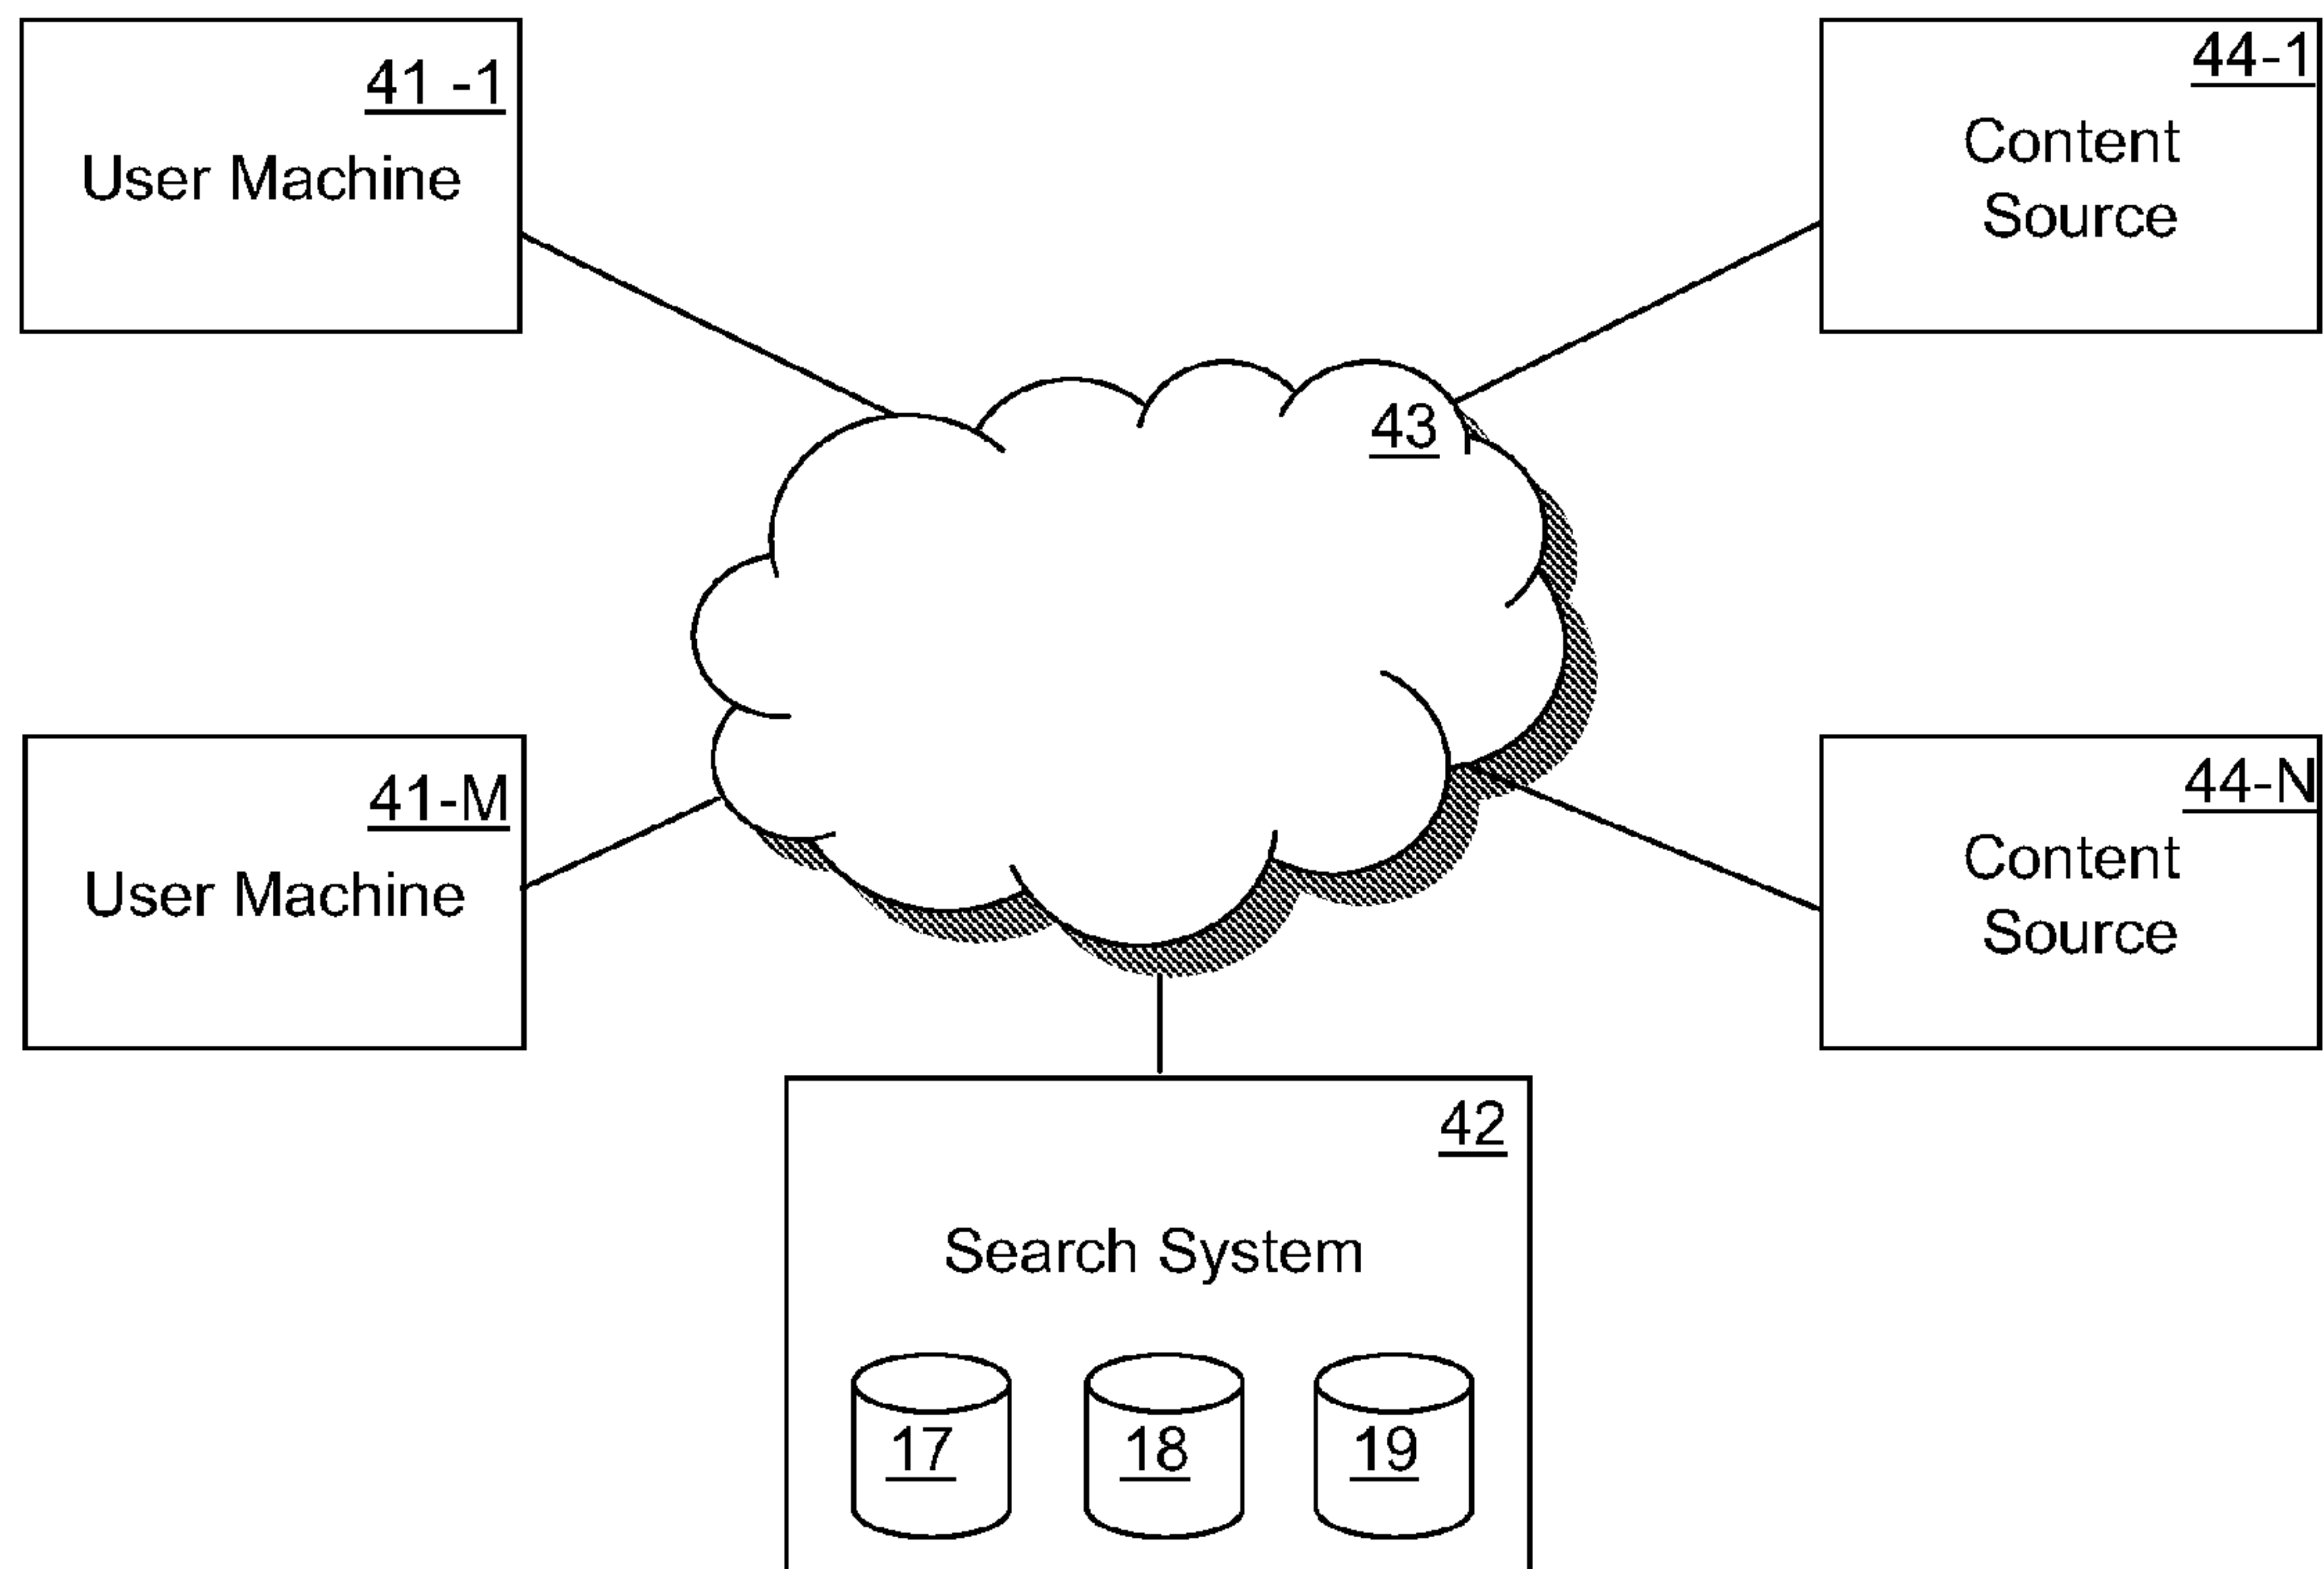 41 -1
User Machine
44-1
Content
Source
43
41-M
User Machine
44-N
Content
Source
42
Search System
17
18
19